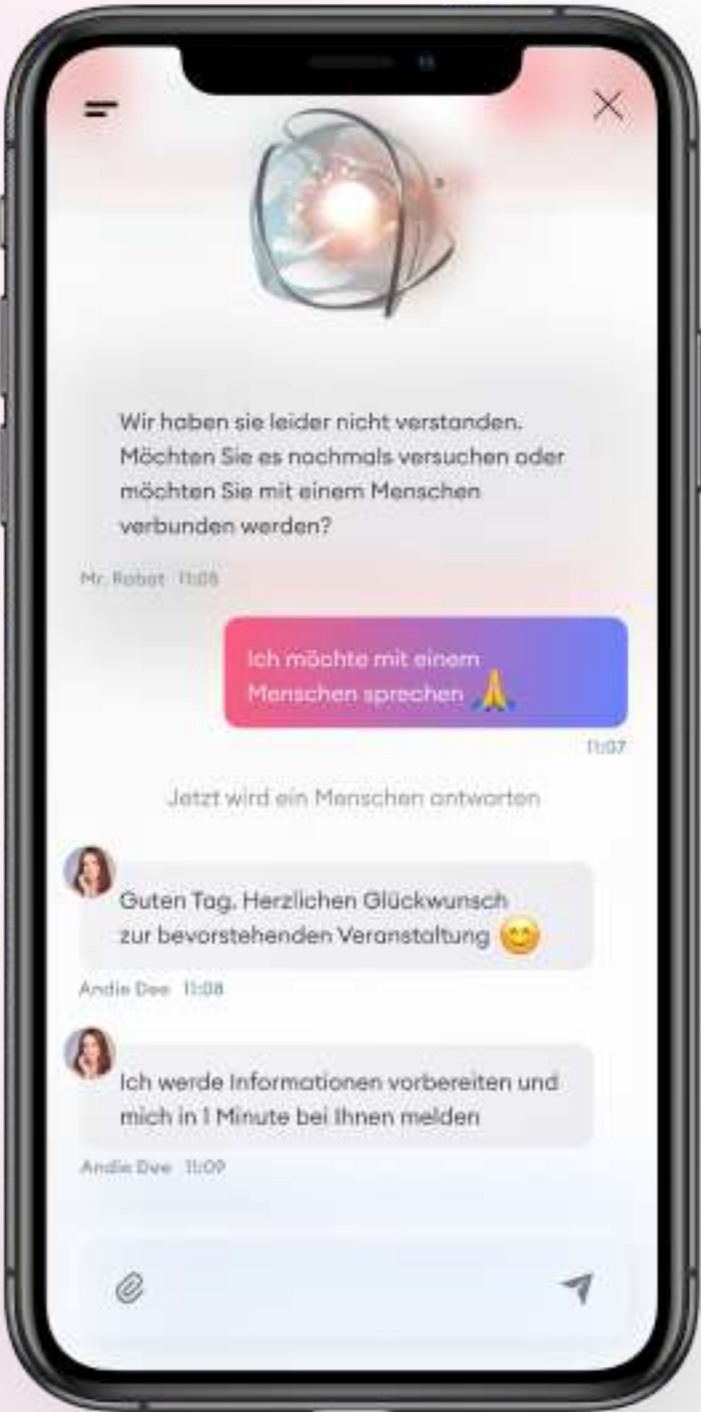 Wir haben sie leider nicht verstanden.
Möchten Sie es nochmals versuchen oder
möchten Sie mit einem Menschen
verbunden werden?
Mr. Robot 11:05
Ich möchte mit einem
Menschen sprechen 🙏
11:07
Jetzt wird ein Menschen antworten
Guten Tag. Herzlichen Glückwunsch
zur bevorstehenden Veranstaltung 😊
Andie Dee 11:08
Ich werde Informationen vorbereiten und
mich in 1 Minute bei Ihnen melden
Andie Dee 11:09